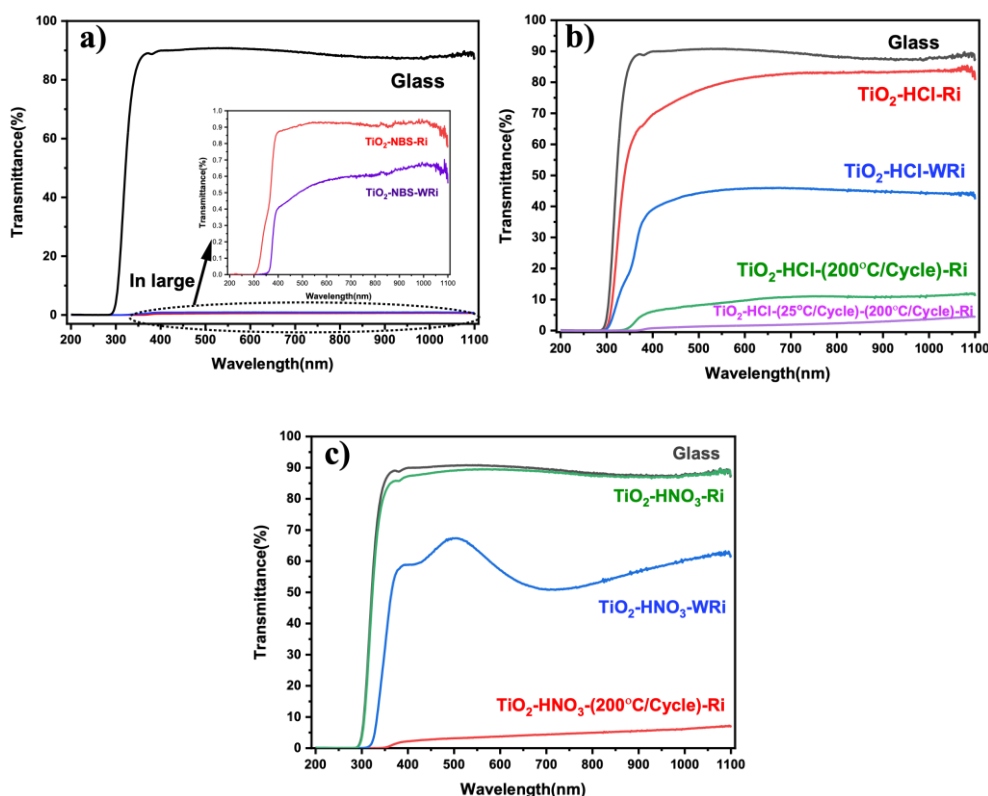 a)
100
90
80
70
60
50
40
30
20
10
0
Transmittance(%)
Glass
1.0
0.9
0.8
0.7
0.6
0.5
0.4
0.3
0.2
0.1
0.0
Transmittance(%)
TiO₂-NBS-Ri
TiO₂-NBS-WRi
200 300 400 500 600 700 800 900 1000 1100
Wavelength(nm)
In large
200 300 400 500 600 700 800 900 1000 1100
Wavelength(nm)
b)
100
90
80
70
60
50
40
30
20
10
0
Transmittance(%)
Glass
TiO₂-HCl-Ri
TiO₂-HCl-WRi
TiO₂-HCl-(200°C/Cycle)-Ri
TiO₂-HCl-(25°C/Cycle)-(200°C/Cycle)-Ri
200 300 400 500 600 700 800 900 1000 1100
Wavelength(nm)
c)
100
90
80
70
60
50
40
30
20
10
0
Transmittance(%)
Glass
TiO₂-HNO₃-Ri
TiO₂-HNO₃-WRi
TiO₂-HNO₃-(200°C/Cycle)-Ri
200 300 400 500 600 700 800 900 1000 1100
Wavelength(nm)